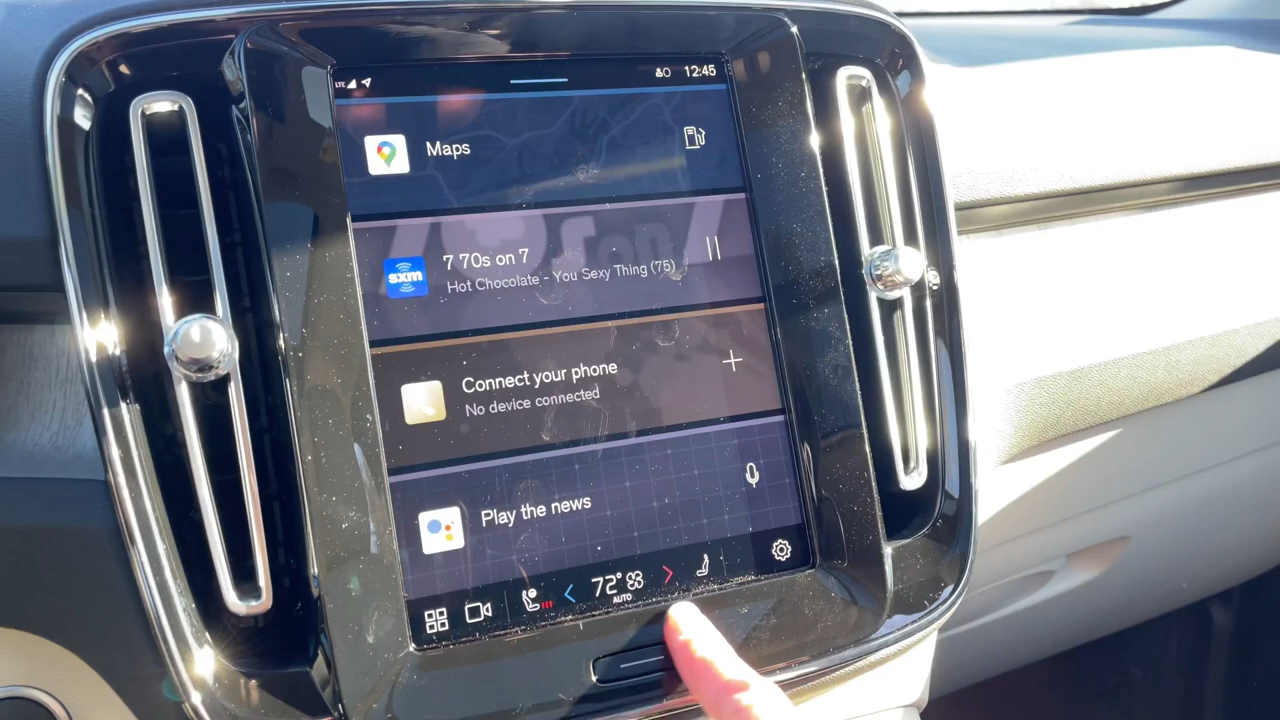 LTE 12:45
Maps
sxm
7 70s on 7
Hot Chocolate - You Sexy Thing (75)
Connect your phone
No device connected
Play the news
72°
AUTO